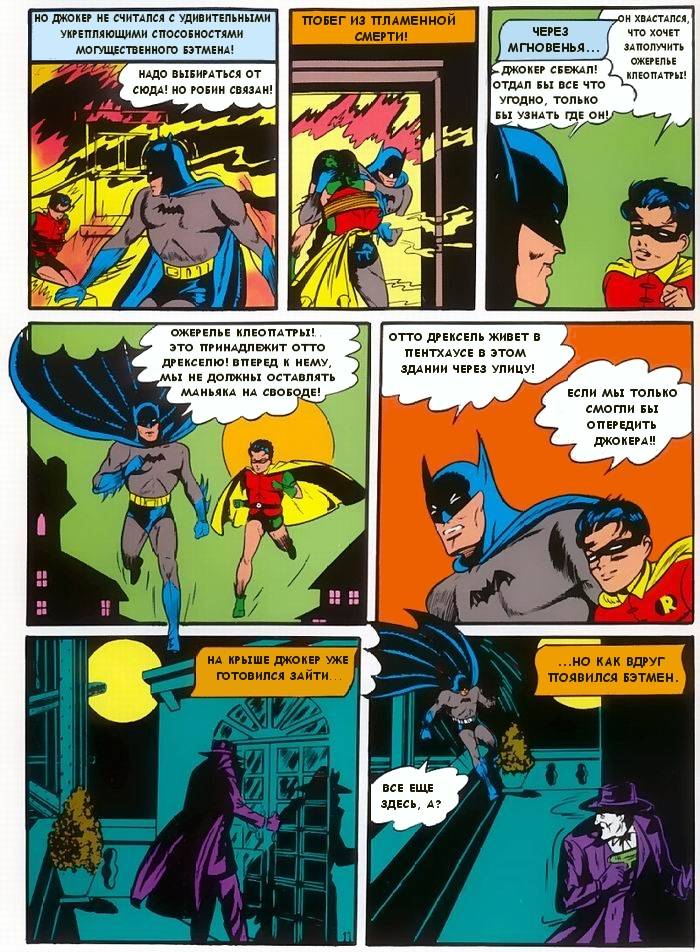 НО ДЖОКЕР НЕ СЧИТАЛСЯ С УДИВИТЕЛЬНЫМИ
УКРЕПЛЯЮЩИМИ СПОСОБНОСТЯМИ
МОГУЩЕСТВЕННОГО БЭТМЕНА!
НАДО ВЫБИРАТЬСЯ ОТ
СЮДА! НО РОБИН СВЯЗАН!
ПОБЕГ ИЗ ПЛАМЕННОЙ
СМЕРТИ!
ЧЕРЕЗ
МГНОВЕНЬЯ...
ДЖОКЕР СБЕЖАЛ!
ОТДАЛ БЫ ВСЕ ЧТО
УГОДНО, ТОЛЬКО
БЫ УЗНАТЬ ГДЕ ОН!
ОН ХВАСТАЛСЯ,
ЧТО ХОЧЕТ
ЗАПОЛУЧИТЬ
ОЖЕРЕЛЬЕ
КЛЕОПАТРЫ!
ОЖЕРЕЛЬЕ КЛЕОПАТРЫ!..
ЭТО ПРИНАДЛЕЖИТ ОТТО
ДРЕКСЕЛЮ! ВПЕРЕД К НЕМУ,
МЫ НЕ ДОЛЖНЫ ОСТАВЛЯТЬ
МАНЬЯКА НА СВОБОДЕ!
ОТТО ДРЕКСЕЛЬ ЖИВЕТ В
ПЕНТХАУСЕ В ЭТОМ
ЗДАНИИ ЧЕРЕЗ УЛИЦУ!
ЕСЛИ МЫ ТОЛЬКО
СМОГЛИ БЫ
ОПЕРЕДИТЬ
ДЖОКЕРА!!
R
НА КРЫШЕ ДЖОКЕР УЖЕ
ГОТОВИЛСЯ ЗАЙТИ...
11
...НО КАК ВДРУГ
ПОЯВИЛСЯ БЭТМЕН.
ВСЕ ЕЩЕ
ЗДЕСЬ, А?